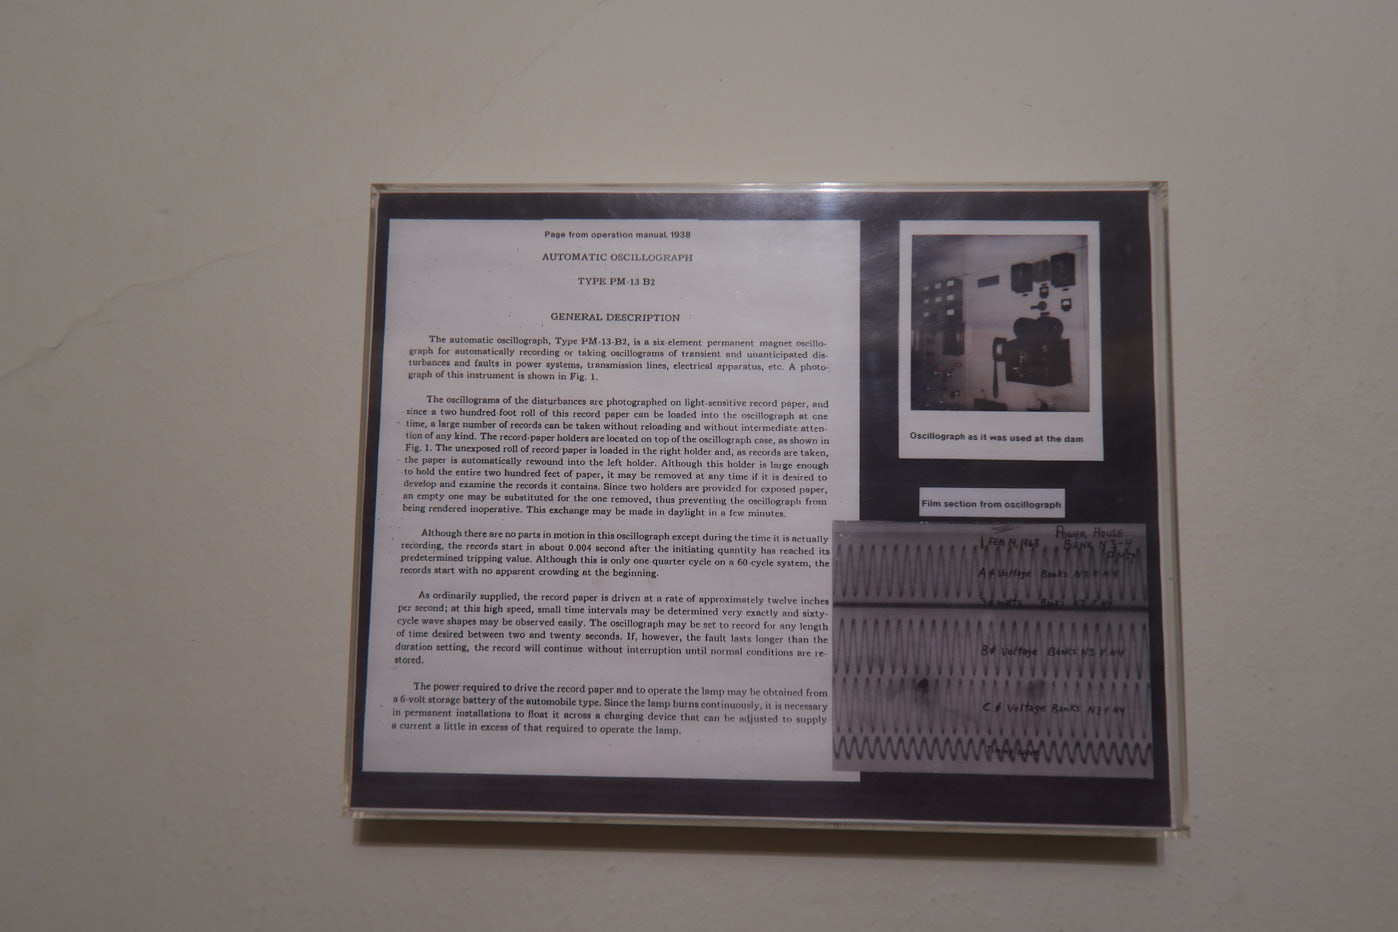 Page from operation manual, 1938
AUTOMATIC OSCILLOGRAPH
TYPE PM-13 B2
GENERAL DESCRIPTION
The automatic oscillograph, Type PM-13-B2, is a six-element permanent magnet oscillo-
graph for automatically recording or taking oscillograms of transient and unanticipated dis-
turbances and faults in power systems, transmission lines, electrical apparatus, etc. A photo-
graph of this instrument is shown in Fig. 1.
The oscillograms of the disturbances are photographed on light-sensitive record paper, and
since a two hundred-foot roll of this record paper can be loaded into the oscillograph at one
time, a large number of records can be taken without reloading and without intermediate atten-
tion of any kind. The record-paper holders are located on top of the oscillograph case, as shown in
Fig. 1. The unexposed roll of record paper is loaded in the right holder and, as records are taken,
the paper is automatically rewound into the left holder. Although this holder is large enough
to hold the entire two hundred feet of paper, it may be removed at any time if it is desired to
develop and examine the records it contains. Since two holders are provided for exposed paper,
an empty one may be substituted for the one removed, thus preventing the oscillograph from
being rendered inoperative. This exchange may be made in daylight in a few minutes.
Although there are no parts in motion in this oscillograph except during the time it is actually
recording, the records start in about 0.004 second after the initiating quantity has reached its
predetermined tripping value. Although this is only one-quarter cycle on a 60-cycle system, the
records start with no apparent crowding at the beginning.
As ordinarily supplied, the record paper is driven at a rate of approximately twelve inches
per second; at this high speed, small time intervals may be determined very exactly and sixty-
cycle wave shapes may be observed easily. The oscillograph may be set to record for any length
of time desired between two and twenty seconds. If, however, the fault lasts longer than the
duration setting, the record will continue without interruption until normal conditions are re-
stored.
The power required to drive the record paper and to operate the lamp may be obtained from
a 6-volt storage battery of the automobile type. Since the lamp burns continuously, it is necessary
in permanent installations to float it across a charging device that can be adjusted to supply
a current a little in excess of that required to operate the lamp.
Oscillograph as it was used at the dam
Film section from oscillograph
FEB 14, 1968
POWER HOUSE
BANK N3-4
Aϕ Voltage Banks N3 & N4
Bϕ Voltage Banks N3 & N4
Cϕ Voltage Banks N3 & N4
Timing wave